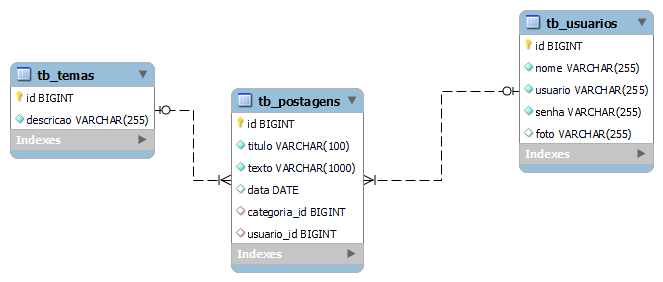 tb_temas
id BIGINT
descricao VARCHAR(255)
Indexes
tb_postagens
id BIGINT
titulo VARCHAR(100)
texto VARCHAR(1000)
data DATE
categoria_id BIGINT
usuario_id BIGINT
Indexes
tb_usuarios
id BIGINT
nome VARCHAR(255)
usuario VARCHAR(255)
senha VARCHAR(255)
foto VARCHAR(255)
Indexes